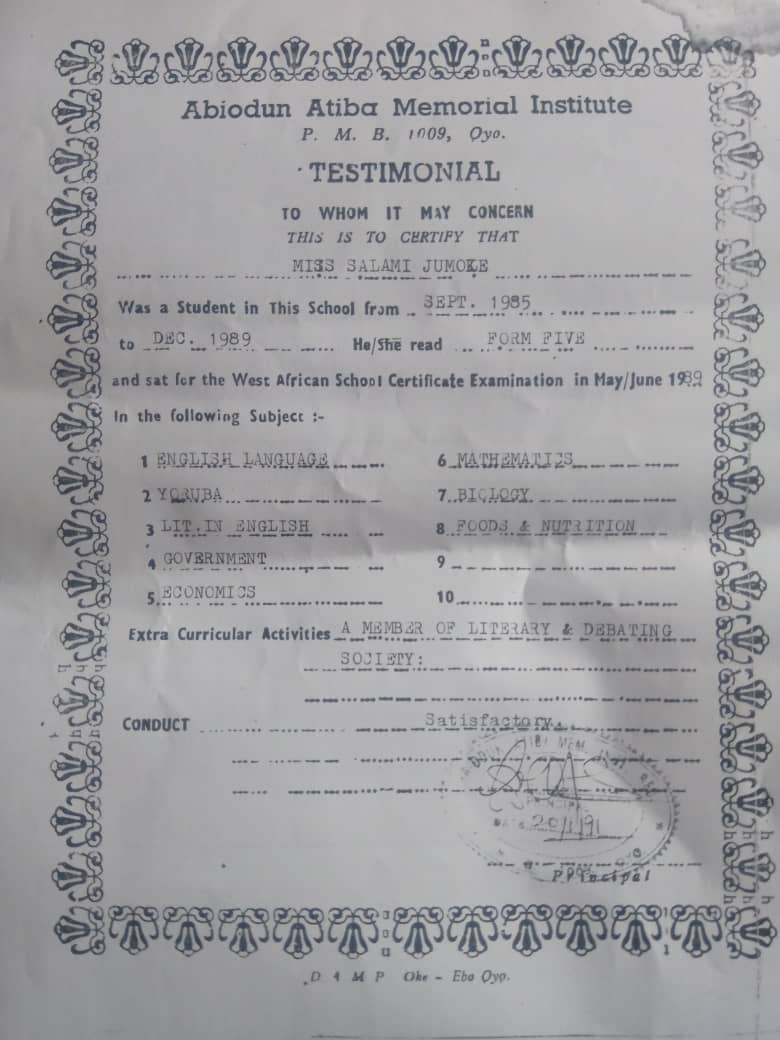 Abiodun Atiba Memorial Institute
P. M. B. 1009, Oyo.
TESTIMONIAL
TO WHOM IT MAY CONCERN
THIS IS TO CERTIFY THAT
MISS SALAMI JUMOKE
Was a Student in This School from SEPT. 1985
to DEC. 1989 He/She read FORM FIVE
and sat for the West African School Certificate Examination in May/June 1989
In the following Subject :-
1 ENGLISH LANGUAGE 6 MATHEMATICS
2 YORUBA 7 BIOLOGY
3 LIT.IN ENGLISH 8 FOODS & NUTRITION
4 GOVERNMENT 9
5 ECONOMICS 10
Extra Curricular Activities A MEMBER OF LITERARY & DEBATING
SOCIETY:
CONDUCT Satisfactory
PRINCIPAL
DATE 20/1/91
Principal
Oke - Ebo Oyo.